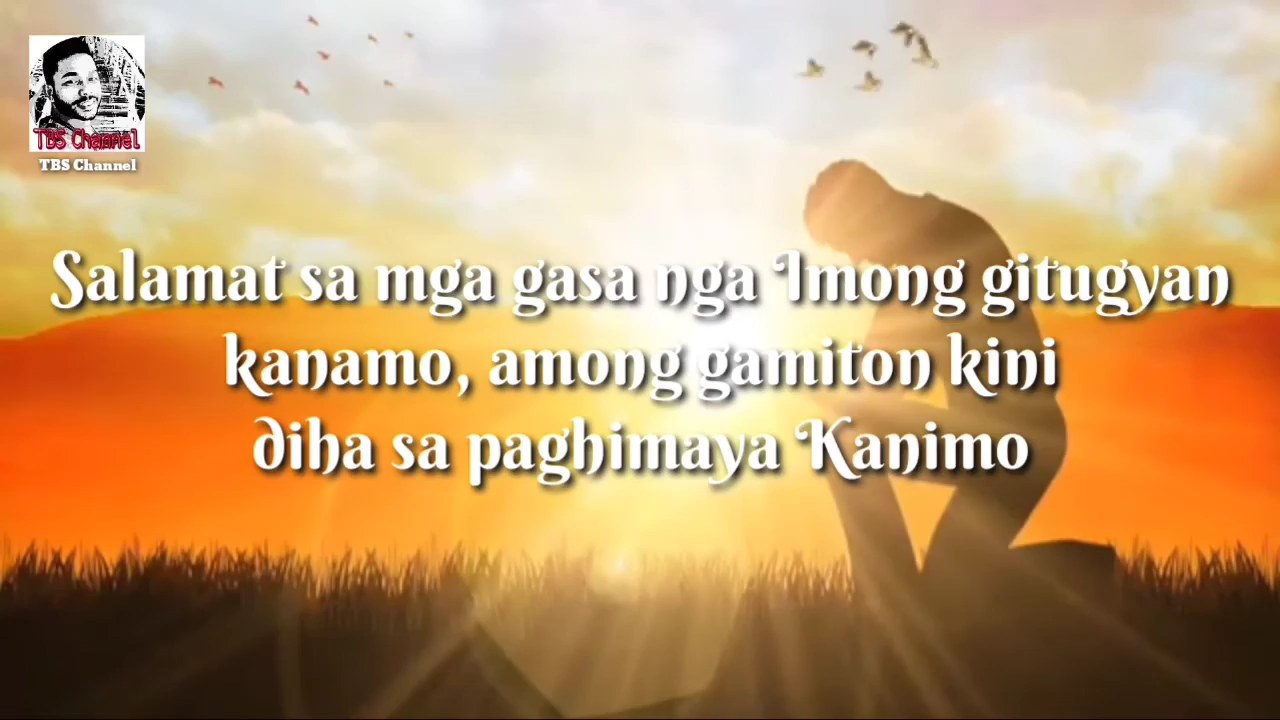 TBS Channel
TBS Channel
Salamat sa mga gasa nga Imong gitugyan
kanamo, among gamiton kini
diha sa paghimaya Kanimo